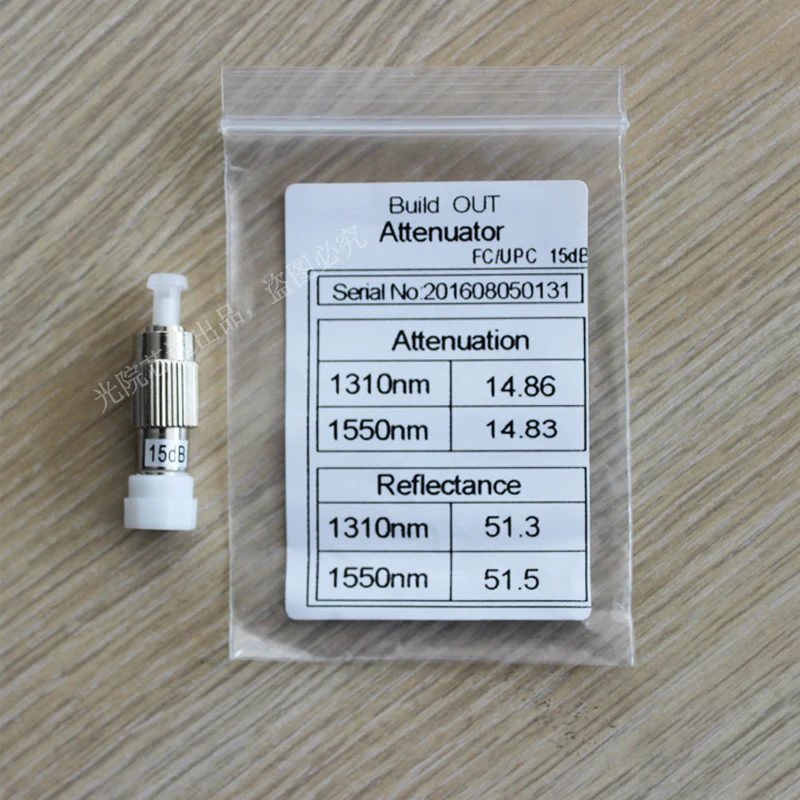 Build OUT
Attenuator
FC/UPC 15dB
Serial No:201608050131
Attenuation
1310nm 14.86
1550nm 14.83
Reflectance
1310nm 51.3
1550nm 51.5
15dB
光院芯 出品,盗图必究